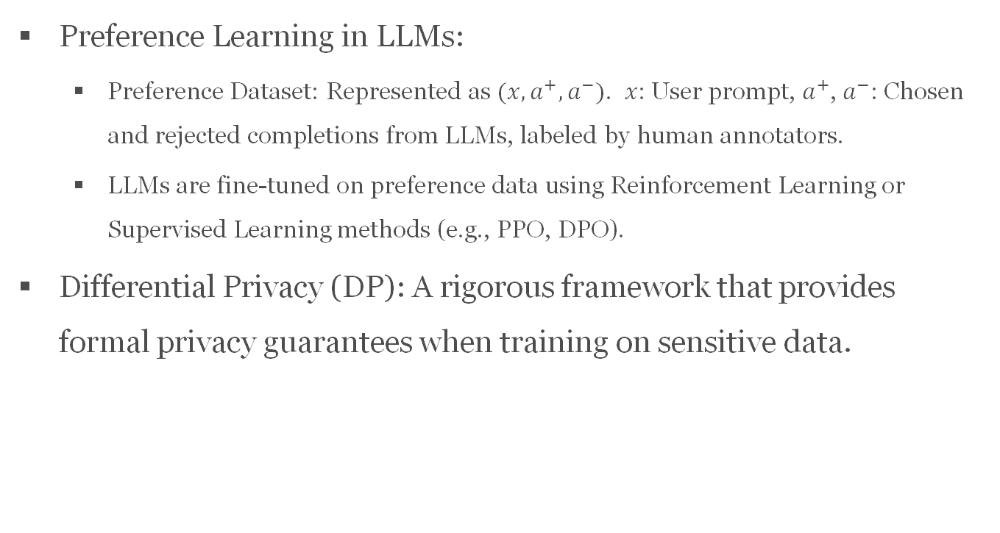 ▪ Preference Learning in LLMs:
▪ Preference Dataset: Represented as (x, a⁺, a⁻). x: User prompt, a⁺, a⁻: Chosen
and rejected completions from LLMs, labeled by human annotators.
▪ LLMs are fine-tuned on preference data using Reinforcement Learning or
Supervised Learning methods (e.g., PPO, DPO).
▪ Differential Privacy (DP): A rigorous framework that provides
formal privacy guarantees when training on sensitive data.